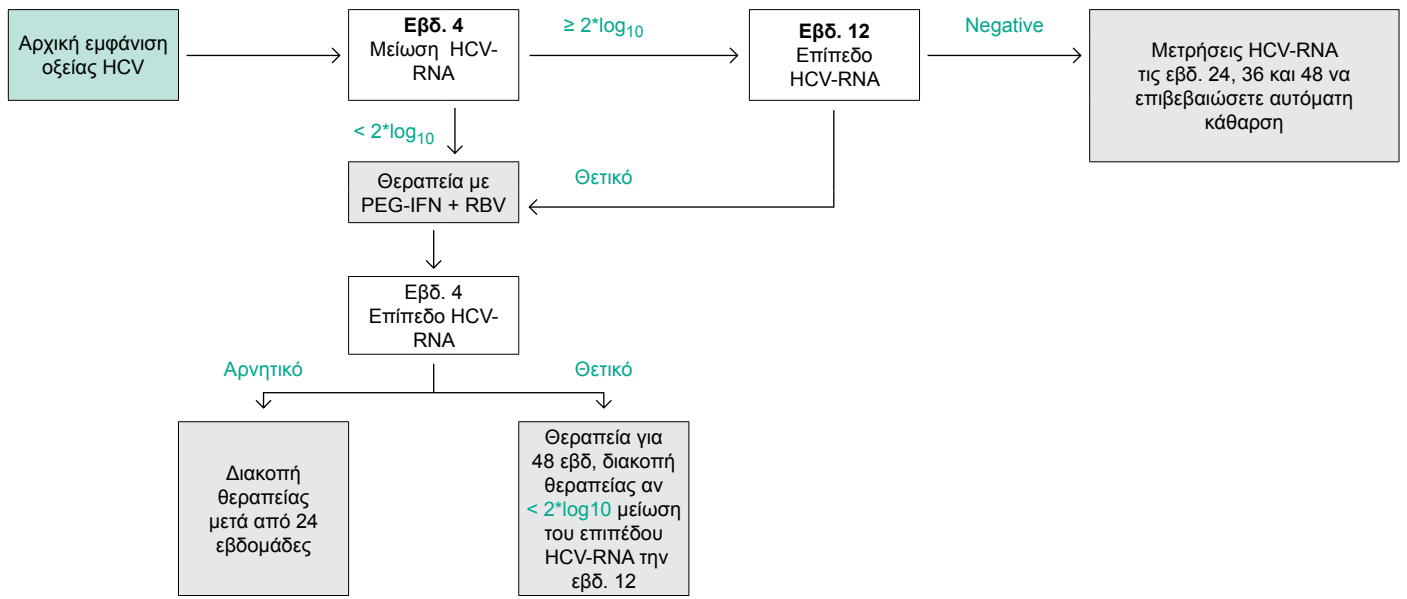 Αρχική εμφάνιση
οξείας HCV
Εβδ. 4
Μείωση HCV-
RNA
≥ 2*log10
Εβδ. 12
Επίπεδο
HCV-RNA
Negative
Μετρήσεις HCV-RNA
τις εβδ. 24, 36 και 48 να
επιβεβαιώσετε αυτόματη
κάθαρση
< 2*log10
Θεραπεία με
PEG-IFN + RBV
Θετικό
Εβδ. 4
Επίπεδο HCV-
RNA
Αρνητικό
Θετικό
Διακοπή
θεραπείας
μετά από 24
εβδομάδες
Θεραπεία για
48 εβδ, διακοπή
θεραπείας αν
< 2*log10 μείωση
του επιπέδου
HCV-RNA την
εβδ. 12